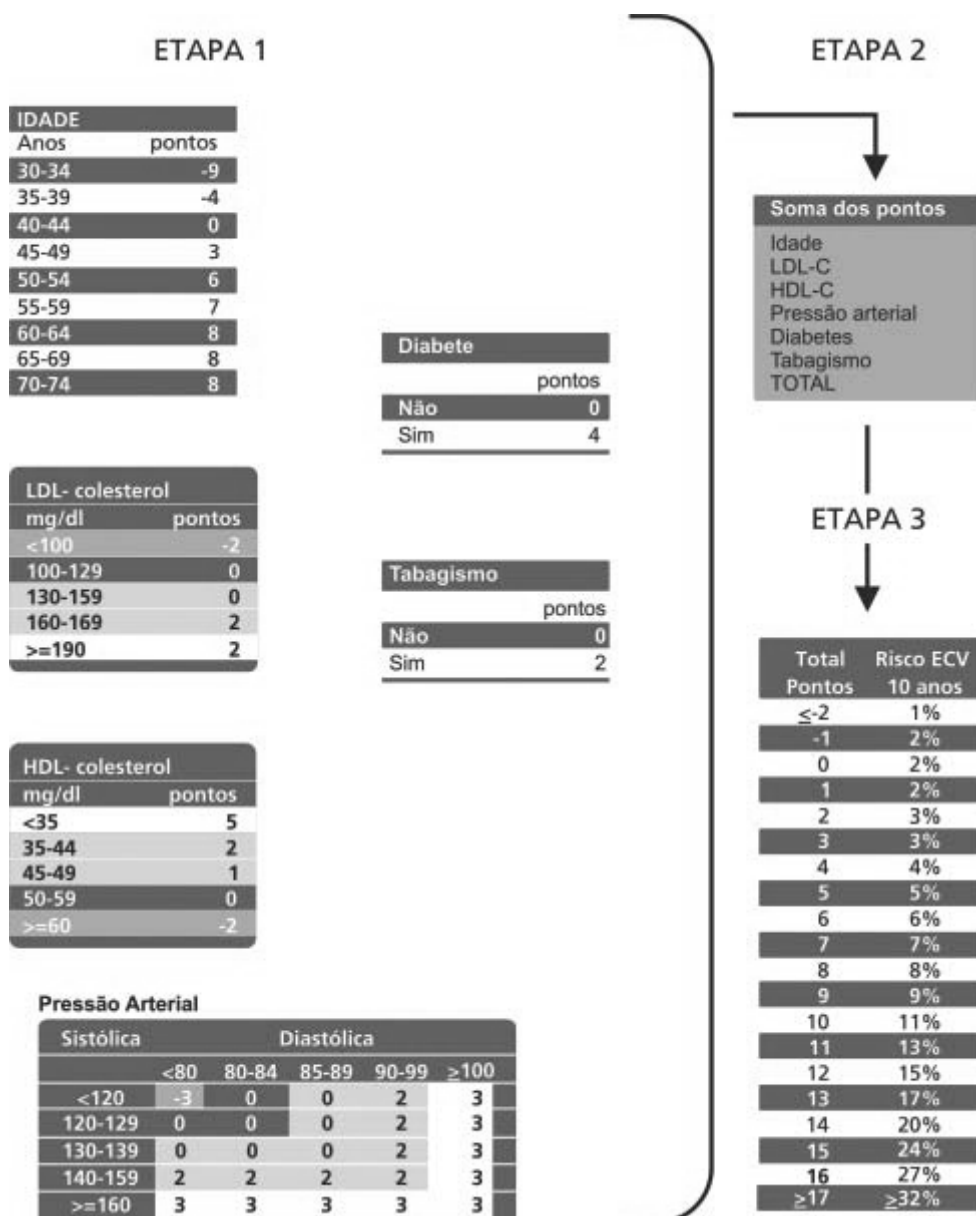 ETAPA 1
IDADE
Anos pontos
30-34 -9
35-39 -4
40-44 0
45-49 3
50-54 6
55-59 7
60-64 8
65-69 8
70-74 8
LDL- colesterol
mg/dl pontos
<100 -2
100-129 0
130-159 0
160-169 2
>=190 2
HDL- colesterol
mg/dl pontos
<35 5
35-44 2
45-49 1
50-59 0
>=60 -2
Diabete
pontos
Não 0
Sim 4
Tabagismo
pontos
Não 0
Sim 2
Pressão Arterial
Sistólica Diastólica
<80 80-84 85-89 90-99 ≥100
<120 -3 0 0 2 3
120-129 0 0 0 2 3
130-139 0 0 0 2 3
140-159 2 2 2 2 3
>=160 3 3 3 3 3
ETAPA 2
Soma dos pontos
Idade
LDL-C
HDL-C
Pressão arterial
Diabetes
Tabagismo
TOTAL
ETAPA 3
Total Risco ECV
Pontos 10 anos
≤-2 1%
-1 2%
0 2%
1 2%
2 3%
3 3%
4 4%
5 5%
6 6%
7 7%
8 8%
9 9%
10 11%
11 13%
12 15%
13 17%
14 20%
15 24%
16 27%
≥17 ≥32%